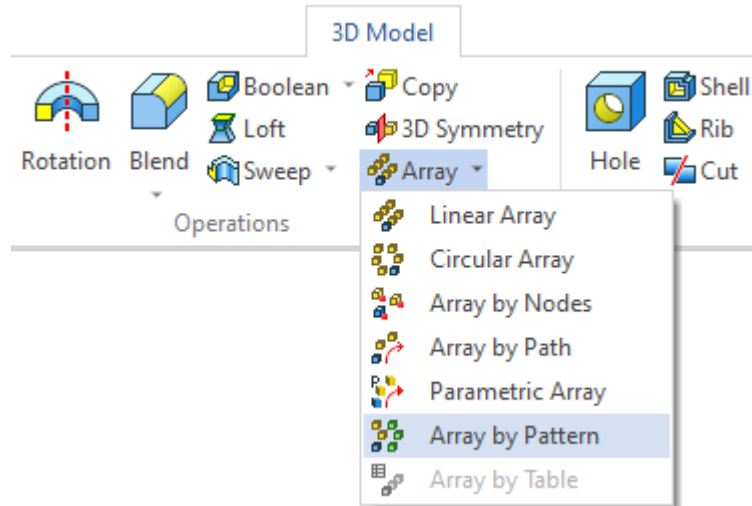 3D Model
Boolean
Copy
Shell
Loft
3D Symmetry
Rib
Rotation
Blend
Sweep
Array
Hole
Cut
Operations
Linear Array
Circular Array
Array by Nodes
Array by Path
Parametric Array
Array by Pattern
Array by Table